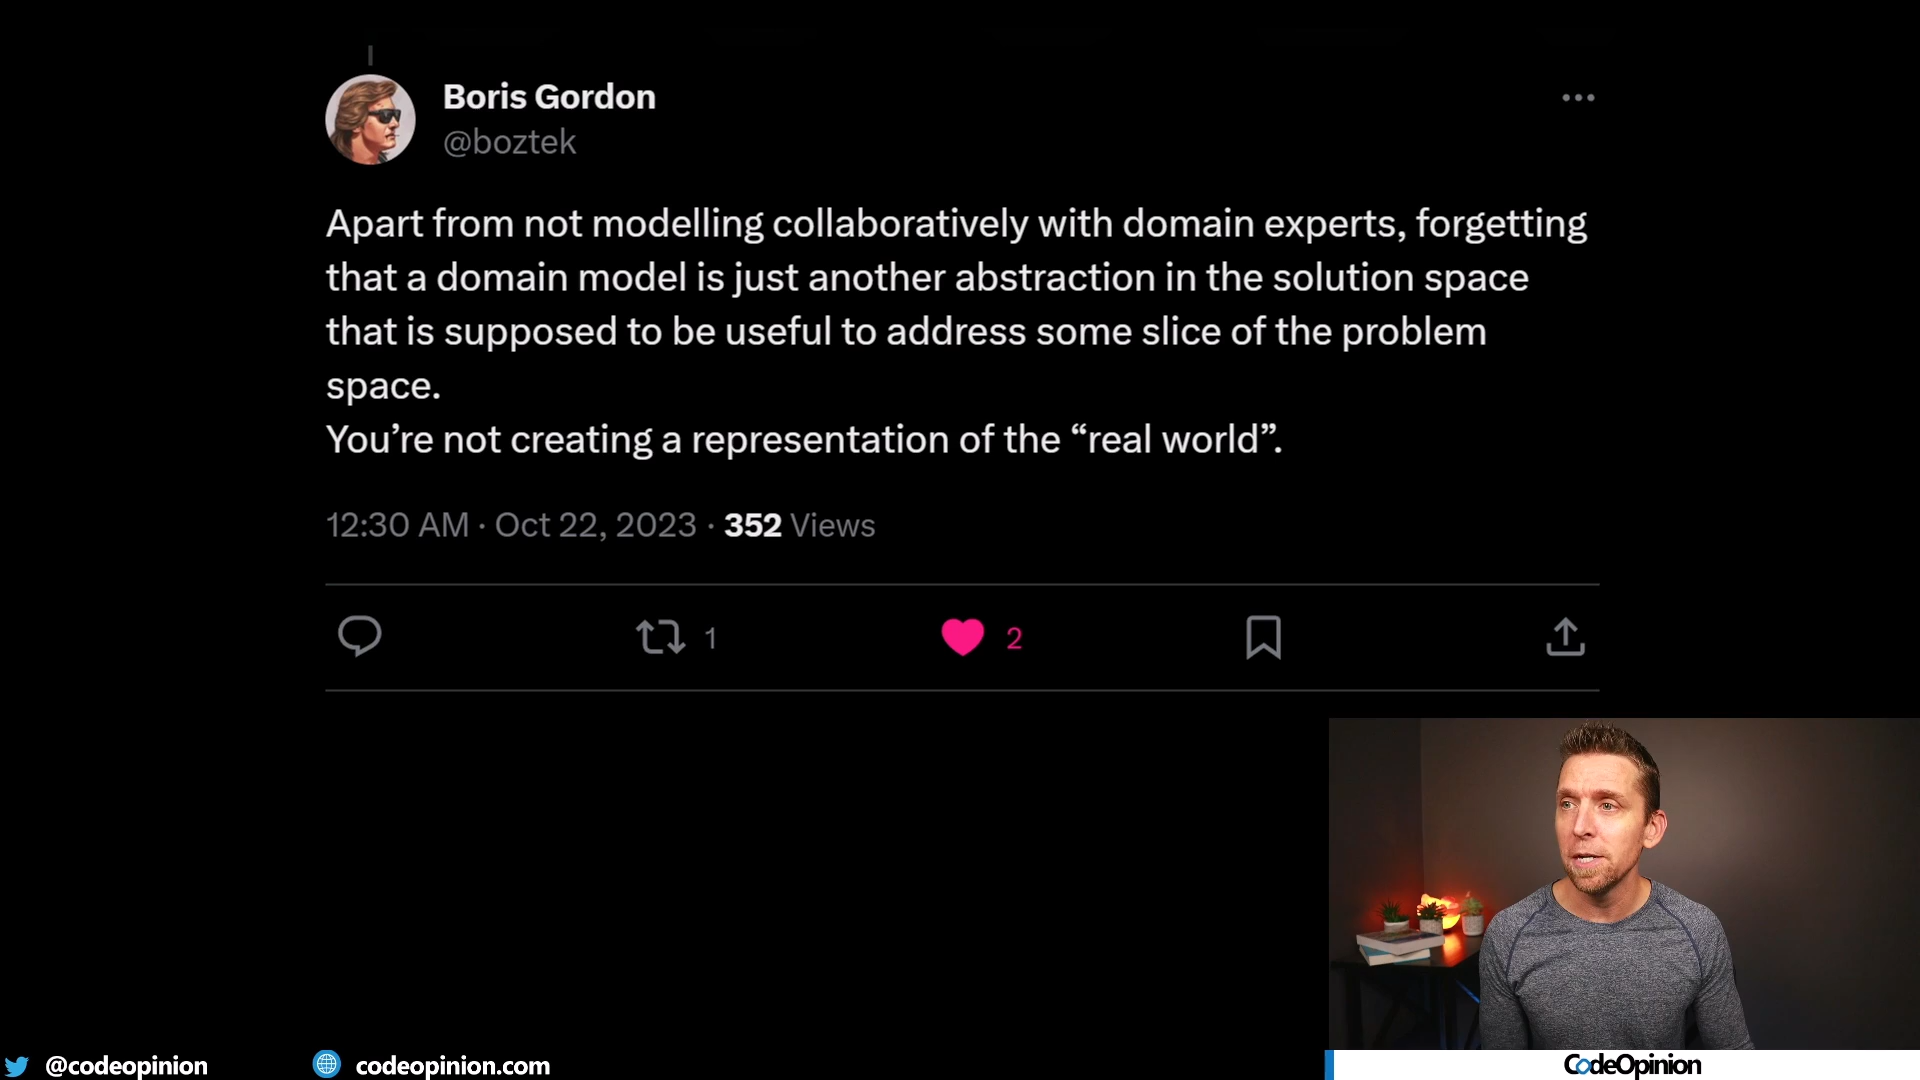 Boris Gordon
@boztek
Apart from not modelling collaboratively with domain experts, forgetting
that a domain model is just another abstraction in the solution space
that is supposed to be useful to address some slice of the problem
space.
You’re not creating a representation of the “real world”.
12:30 AM · Oct 22, 2023 · 352 Views
1
2
@codeopinion
codeopinion.com
CodeOpinion